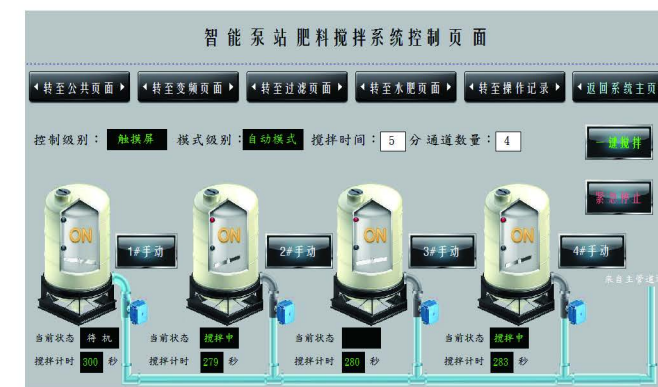 智能泵站肥料搅拌系统控制页面
转至公共页面 转至变频页面 转至过滤页面 转至水肥页面 转至操作记录 返回系统主页
控制级别： 触摸屏 模式级别： 自动模式 搅拌时间： 5 分 通道数量： 4
一键搅拌
紧急停止
ON ON ON ON
1#手动 2#手动 3#手动 4#手动
来自主管道
当前状态 待机 当前状态 搅拌中 当前状态 当前状态 搅拌中
搅拌计时 300 秒 搅拌计时 279 秒 搅拌计时 280 秒 搅拌计时 283 秒